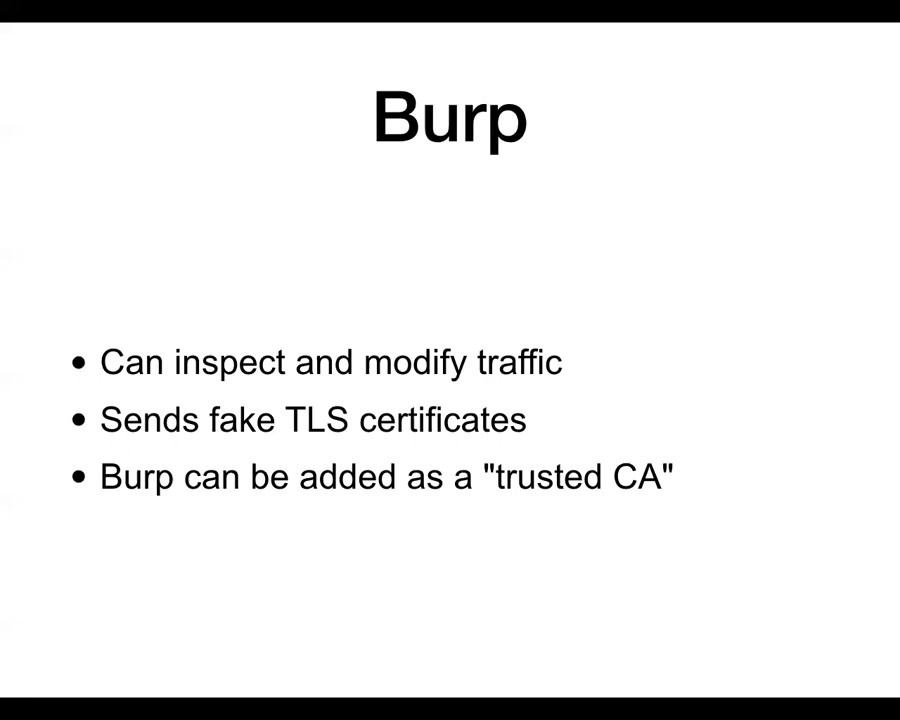 Burp
• Can inspect and modify traffic
• Sends fake TLS certificates
• Burp can be added as a "trusted CA"